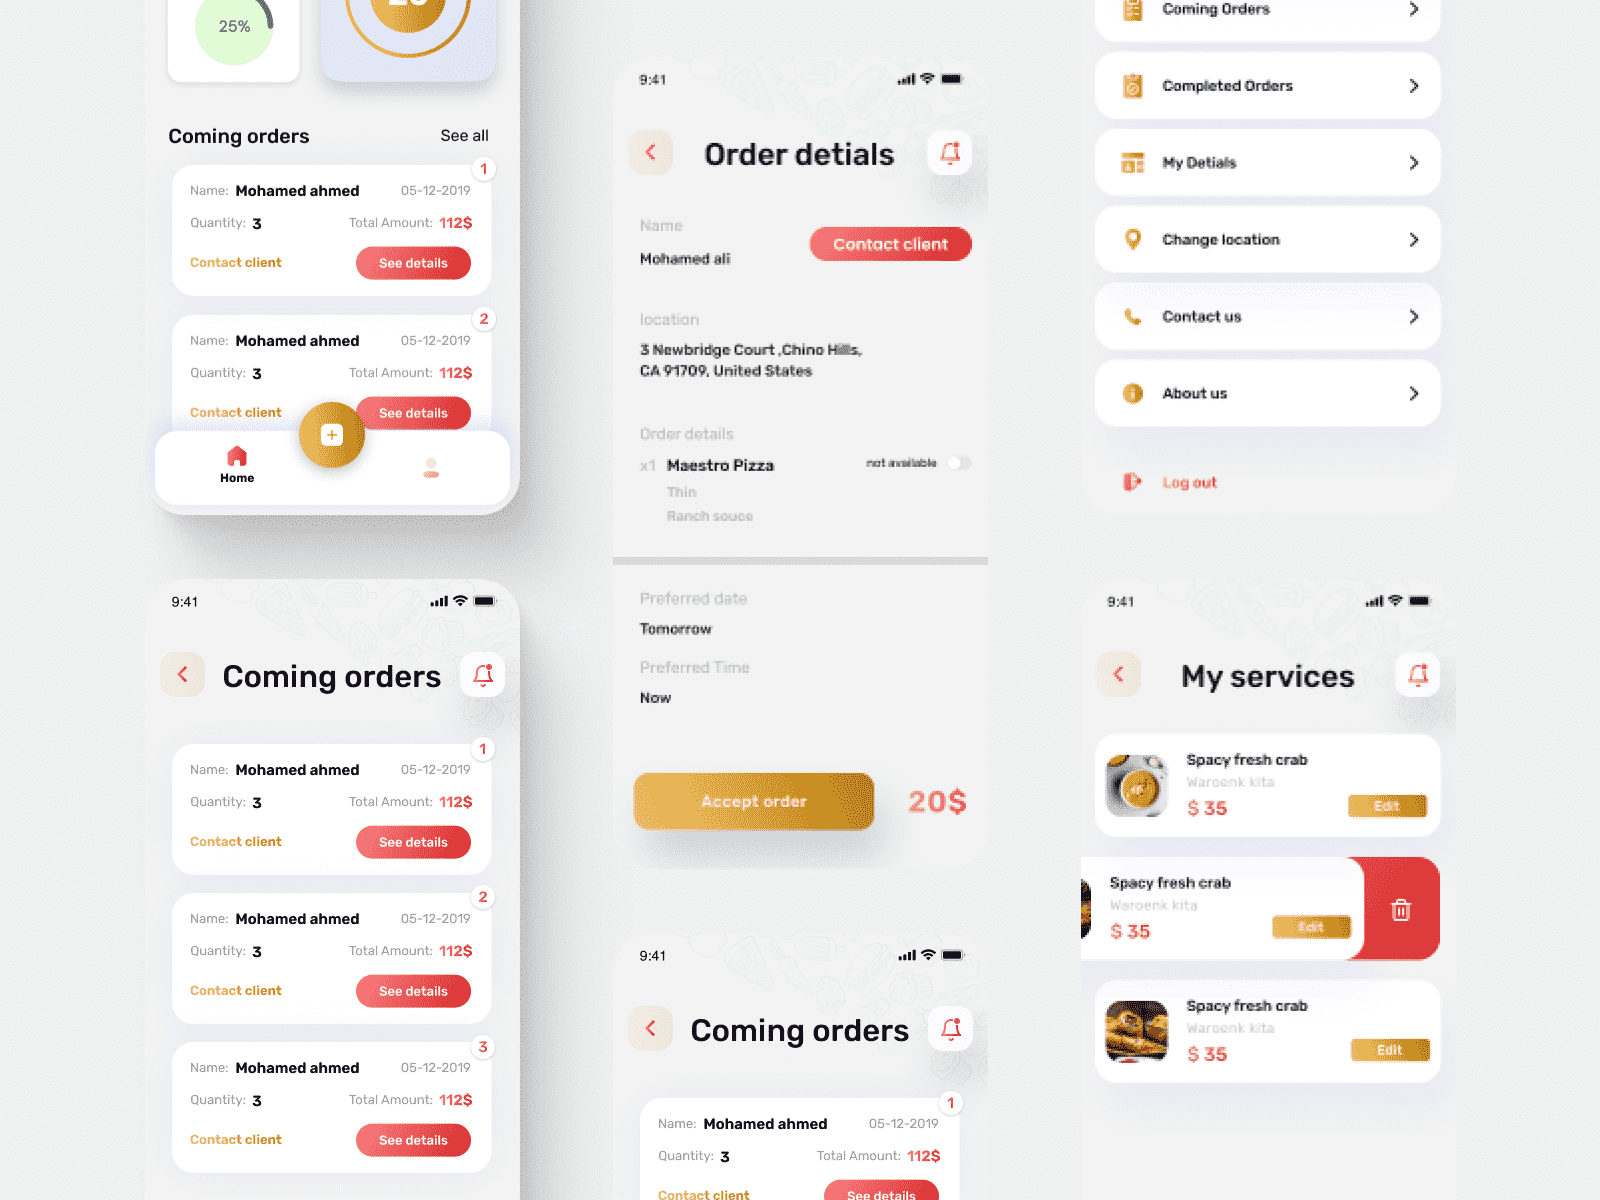 25%
Coming orders See all
1
Name: Mohamed ahmed 05-12-2019
Quantity: 3 Total Amount: 112$
Contact client See details
2
Name: Mohamed ahmed 05-12-2019
Quantity: 3 Total Amount: 112$
Contact client See details
Home
9:41
Coming orders
1
Name: Mohamed ahmed 05-12-2019
Quantity: 3 Total Amount: 112$
Contact client See details
2
Name: Mohamed ahmed 05-12-2019
Quantity: 3 Total Amount: 112$
Contact client See details
3
Name: Mohamed ahmed 05-12-2019
Quantity: 3 Total Amount: 112$
Contact client See details
9:41
Order detials
Name
Mohamed ali
Contact client
location
3 Newbridge Court ,Chino Hills,
CA 91709, United States
Order details
x1 Maestro Pizza not available
Thin
Ranch souce
Preferred date
Tomorrow
Preferred Time
Now
Accept order 20$
9:41
Coming orders
1
Name: Mohamed ahmed 05-12-2019
Quantity: 3 Total Amount: 112$
Contact client See details
Coming Orders
Completed Orders
My Detials
Change location
Contact us
About us
Log out
9:41
My services
Spacy fresh crab
Waroenk kita
$ 35 Edit
Spacy fresh crab
Waroenk kita
$ 35 Edit
Spacy fresh crab
Waroenk kita
$ 35 Edit